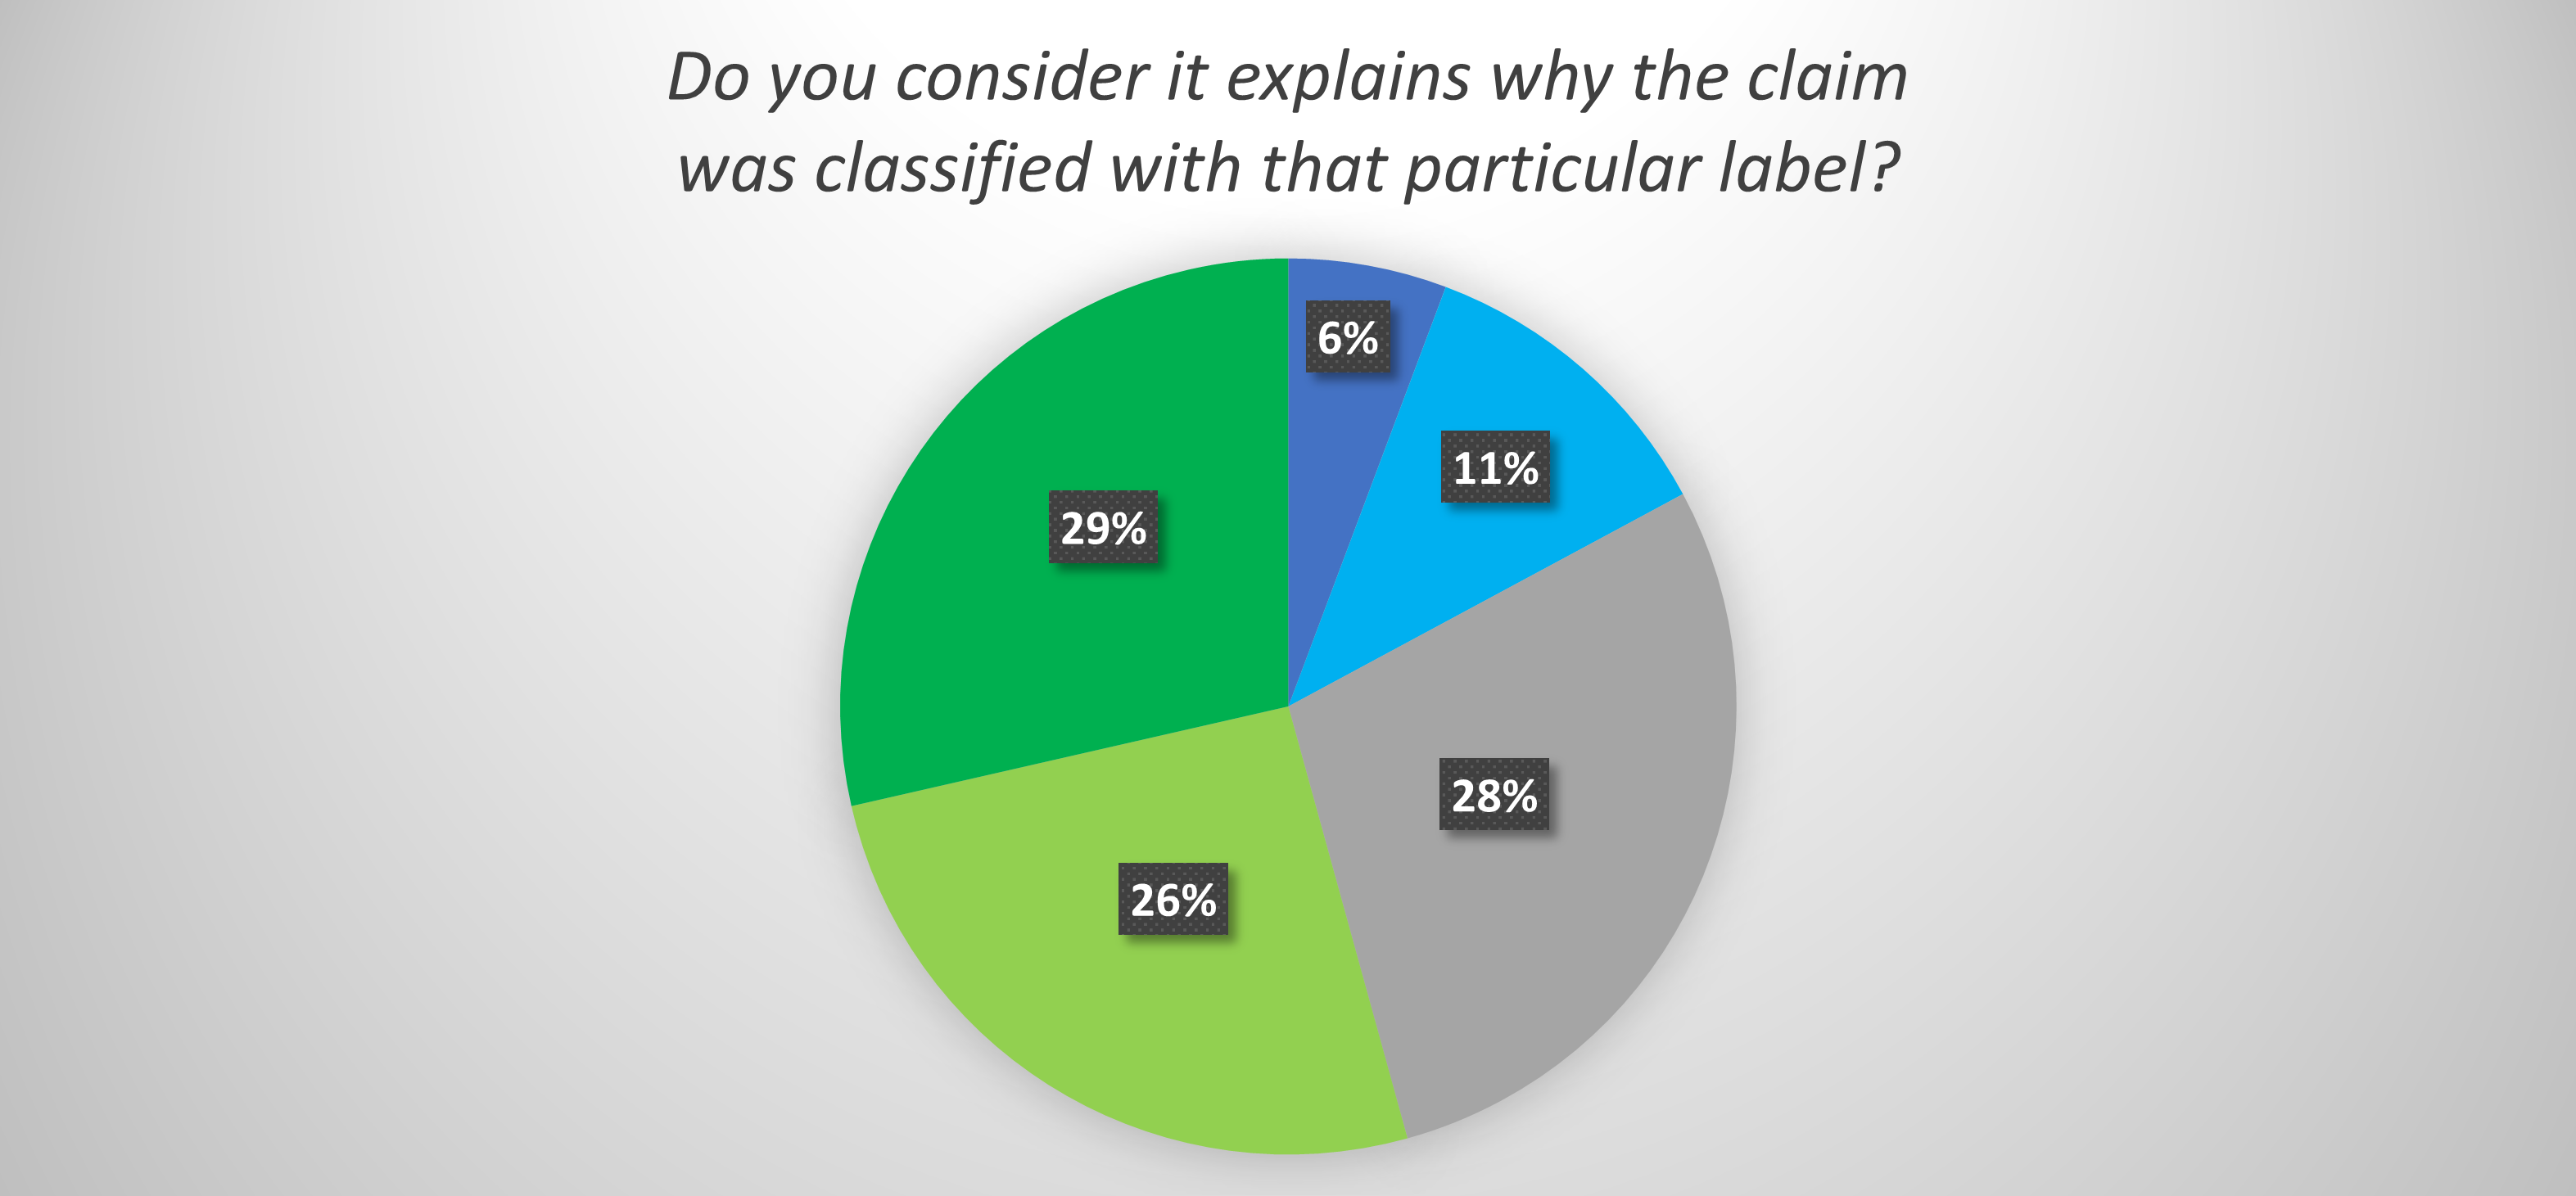 Do you consider it explains why the claim
was classified with that particular label?
6%
11%
29%
28%
26%